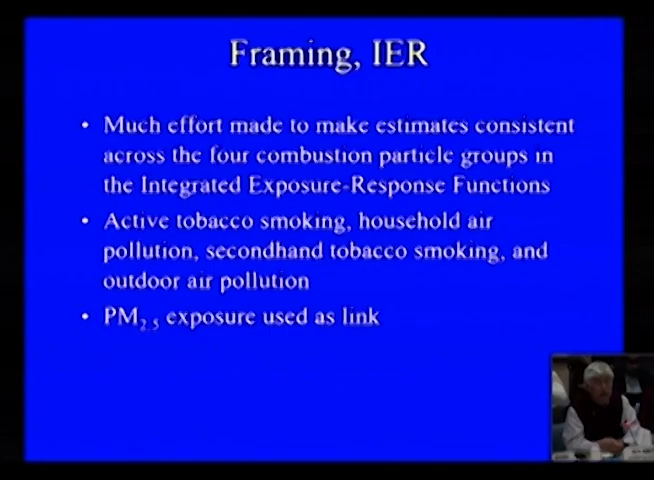 Framing, IER
• Much effort made to make estimates consistent
across the four combustion particle groups in
the Integrated Exposure-Response Functions
• Active tobacco smoking, household air
pollution, secondhand tobacco smoking, and
outdoor air pollution
• PM2.5 exposure used as link